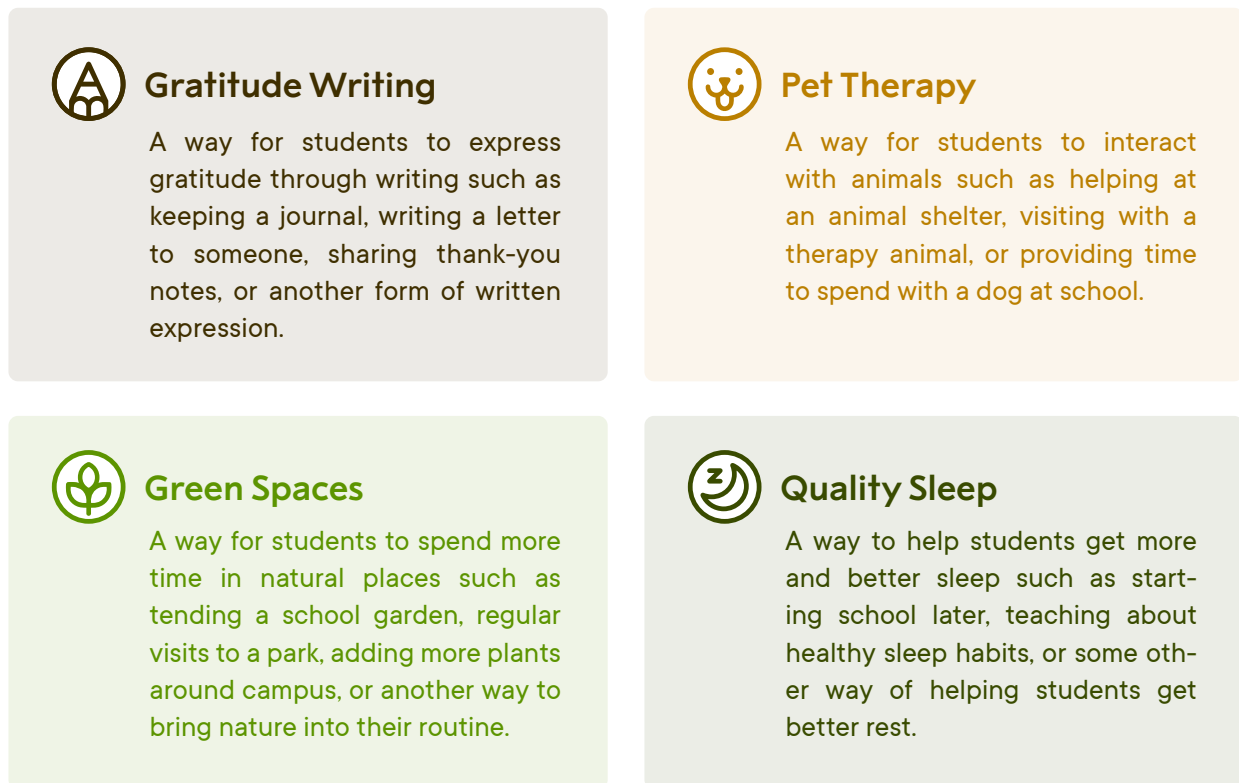 Gratitude Writing
A way for students to express
gratitude through writing such as
keeping a journal, writing a letter
to someone, sharing thank-you
notes, or another form of written
expression.
Pet Therapy
A way for students to interact
with animals such as helping at
an animal shelter, visiting with a
therapy animal, or providing time
to spend with a dog at school.
Green Spaces
A way for students to spend more
time in natural places such as
tending a school garden, regular
visits to a park, adding more plants
around campus, or another way to
bring nature into their routine.
Quality Sleep
A way to help students get more
and better sleep such as start-
ing school later, teaching about
healthy sleep habits, or some oth-
er way of helping students get
better rest.